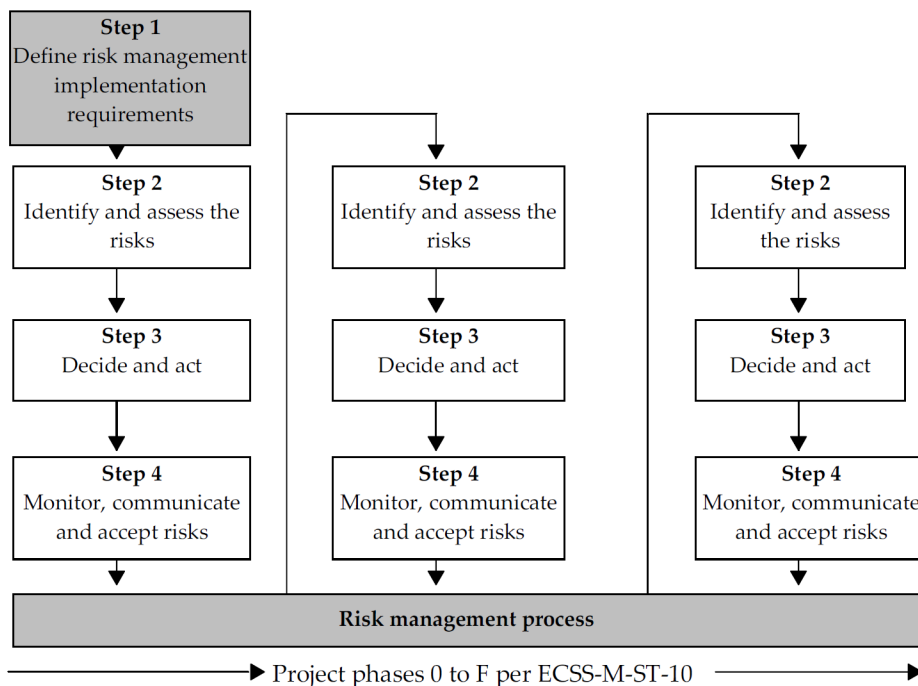 Step 1
Define risk management
implementation
requirements
Step 2
Identify and assess the
risks
Step 2
Identify and assess the
risks
Step 2
Identify and assess
the risks
Step 3
Decide and act
Step 3
Decide and act
Step 3
Decide and act
Step 4
Monitor, communicate
and accept risks
Step 4
Monitor, communicate
and accept risks
Step 4
Monitor, communicate
and accept risks
Risk management process
Project phases 0 to F per ECSS-M-ST-10